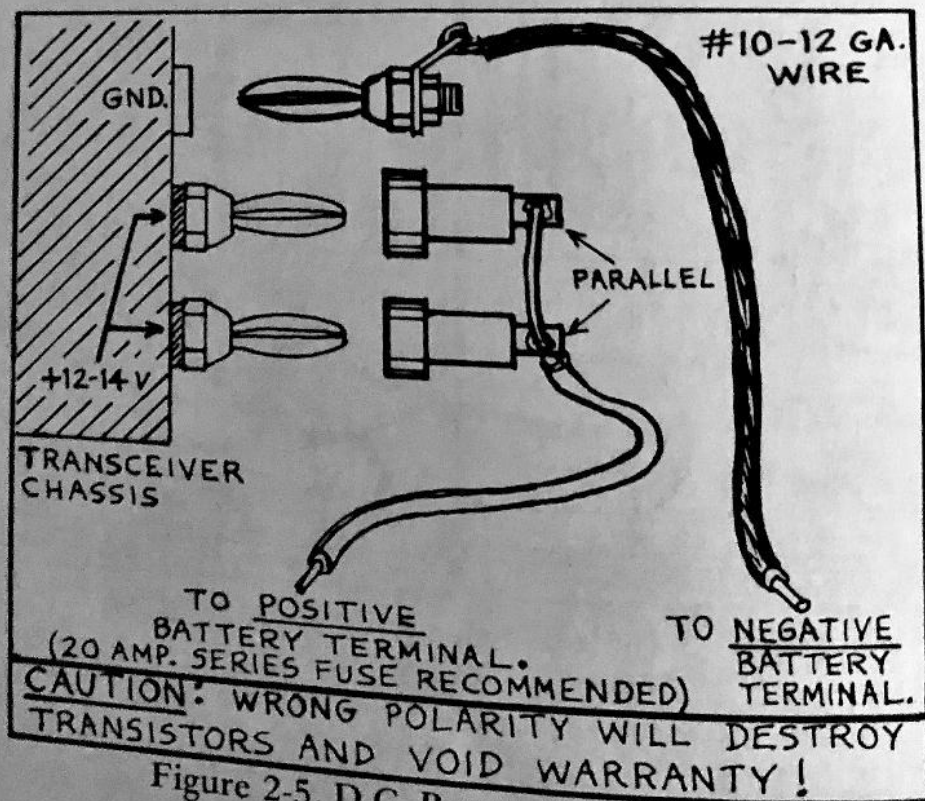 #10-12 GA.
WIRE
GND.
PARALLEL
+12-14 V
TRANSCEIVER
CHASSIS
TO POSITIVE
BATTERY TERMINAL.
(20 AMP. SERIES FUSE RECOMMENDED)
TO NEGATIVE
BATTERY
TERMINAL.
CAUTION: WRONG POLARITY WILL DESTROY
TRANSISTORS AND VOID WARRANTY!
Figure 2-5 D.C.